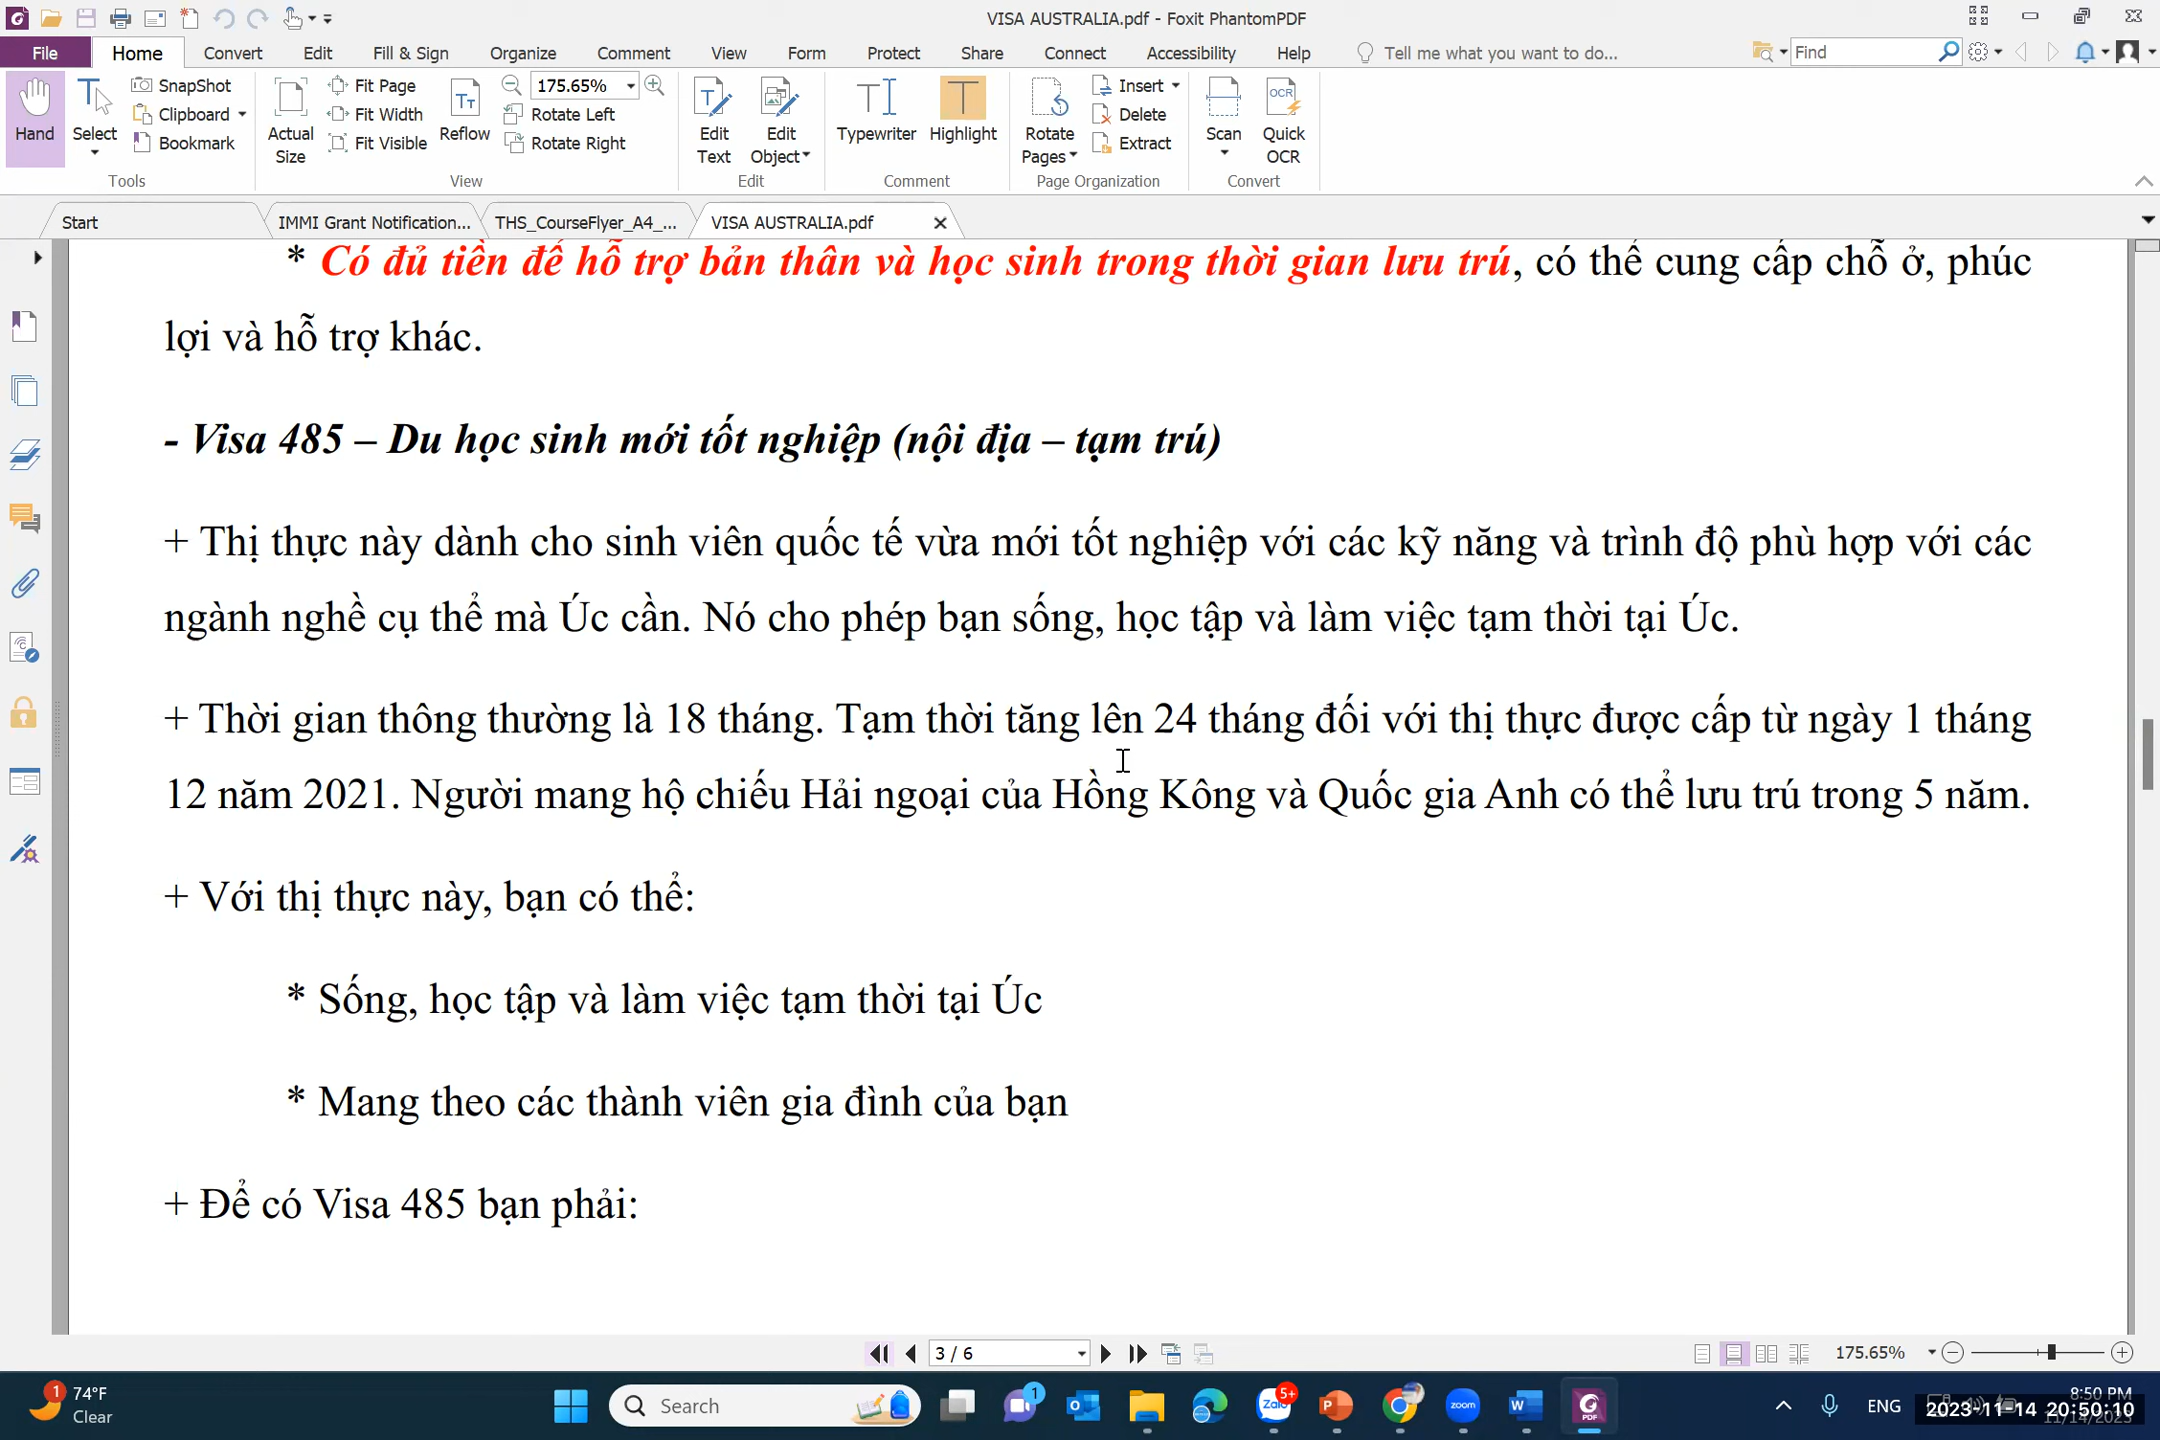 VISA AUSTRALIA.pdf - Foxit PhantomPDF
File Home Convert Edit Fill & Sign Organize Comment View Form Protect Share Connect Accessibility Help Tell me what you want to do... Find
Hand Select SnapShot Clipboard Bookmark
Tools
Actual Size Fit Page Fit Width Fit Visible Reflow 175.65% Rotate Left Rotate Right
View
Edit Text Edit Object
Edit
Typewriter Highlight
Comment
Rotate Pages Insert Delete Extract
Page Organization
Scan Quick OCR
Convert
Start IMMI Grant Notification... THS_CourseFlyer_A4_... VISA AUSTRALIA.pdf
* Có đủ tiền để hỗ trợ bản thân và học sinh trong thời gian lưu trú, có thể cung cấp chỗ ở, phúc
lợi và hỗ trợ khác.
- Visa 485 – Du học sinh mới tốt nghiệp (nội địa – tạm trú)
+ Thị thực này dành cho sinh viên quốc tế vừa mới tốt nghiệp với các kỹ năng và trình độ phù hợp với các
ngành nghề cụ thể mà Úc cần. Nó cho phép bạn sống, học tập và làm việc tạm thời tại Úc.
+ Thời gian thông thường là 18 tháng. Tạm thời tăng lên 24 tháng đối với thị thực được cấp từ ngày 1 tháng
12 năm 2021. Người mang hộ chiếu Hải ngoại của Hồng Kông và Quốc gia Anh có thể lưu trú trong 5 năm.
+ Với thị thực này, bạn có thể:
* Sống, học tập và làm việc tạm thời tại Úc
* Mang theo các thành viên gia đình của bạn
+ Để có Visa 485 bạn phải:
3 / 6 175.65%
1 74°F
Clear
Search 1 Zalo 5+ zoom ENG
8:50 PM
2023-11-14 20:50:10
11/14/2023